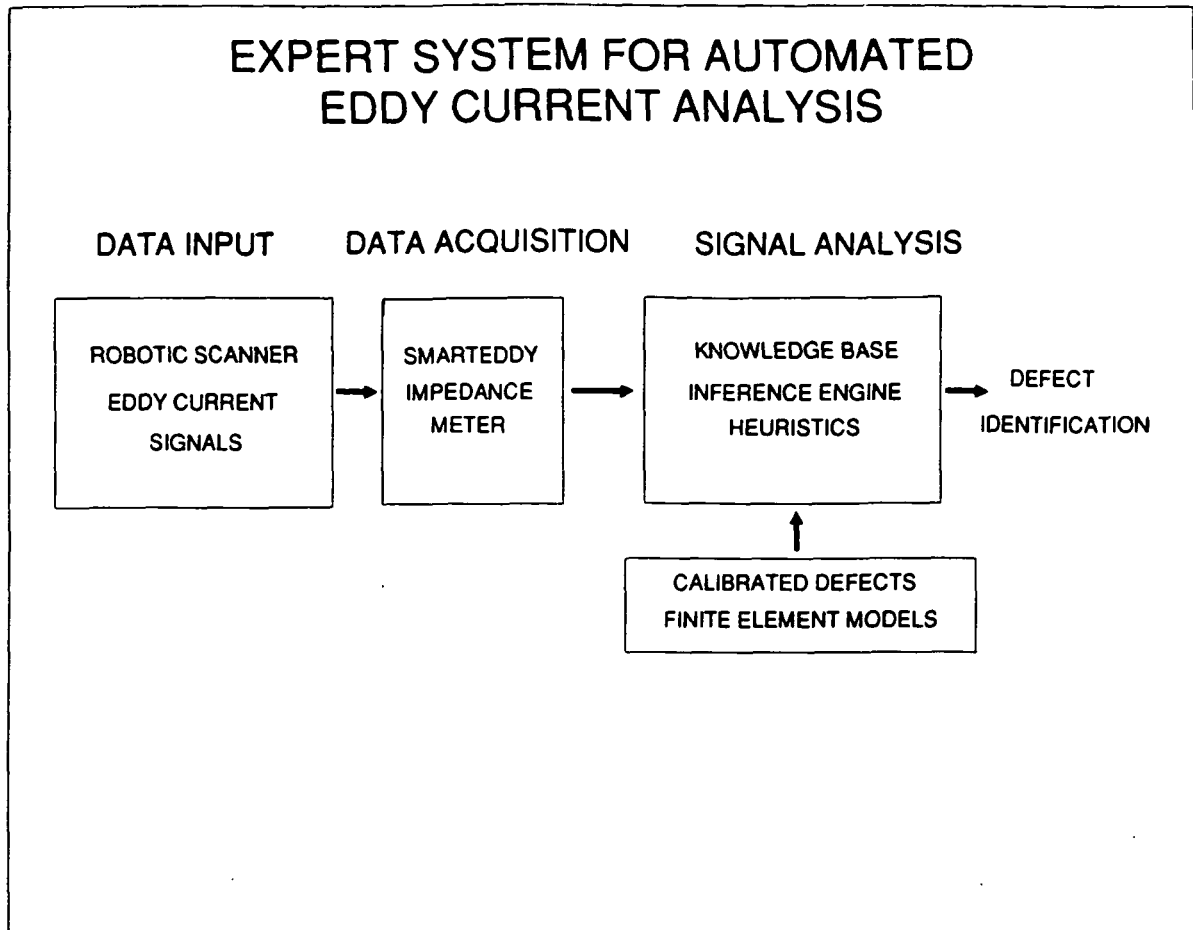 EXPERT SYSTEM FOR AUTOMATED
EDDY CURRENT ANALYSIS
DATA INPUT
DATA ACQUISITION
SIGNAL ANALYSIS
ROBOTIC SCANNER
EDDY CURRENT
SIGNALS
SMARTEDDY
IMPEDANCE
METER
KNOWLEDGE BASE
INFERENCE ENGINE
HEURISTICS
DEFECT
IDENTIFICATION
CALIBRATED DEFECTS
FINITE ELEMENT MODELS